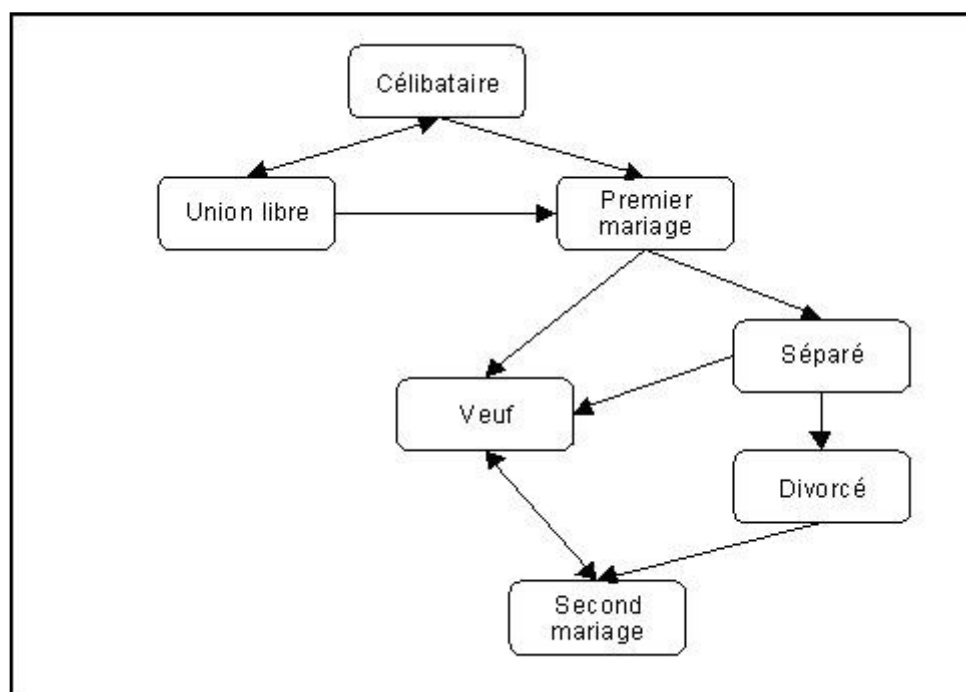 Célibataire
Union libre
Premier
mariage
Séparé
Veuf
Divorcé
Second
mariage